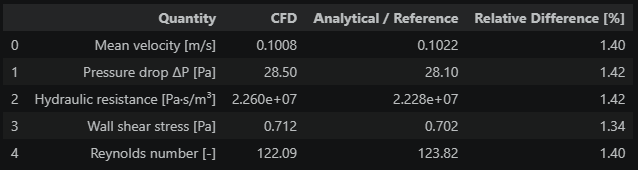 Quantity CFD Analytical / Reference Relative Difference [%]
0 Mean velocity [m/s] 0.1008 0.1022 1.40
1 Pressure drop ΔP [Pa] 28.50 28.10 1.42
2 Hydraulic resistance [Pa·s/m³] 2.260e+07 2.228e+07 1.42
3 Wall shear stress [Pa] 0.712 0.702 1.34
4 Reynolds number [-] 122.09 123.82 1.40